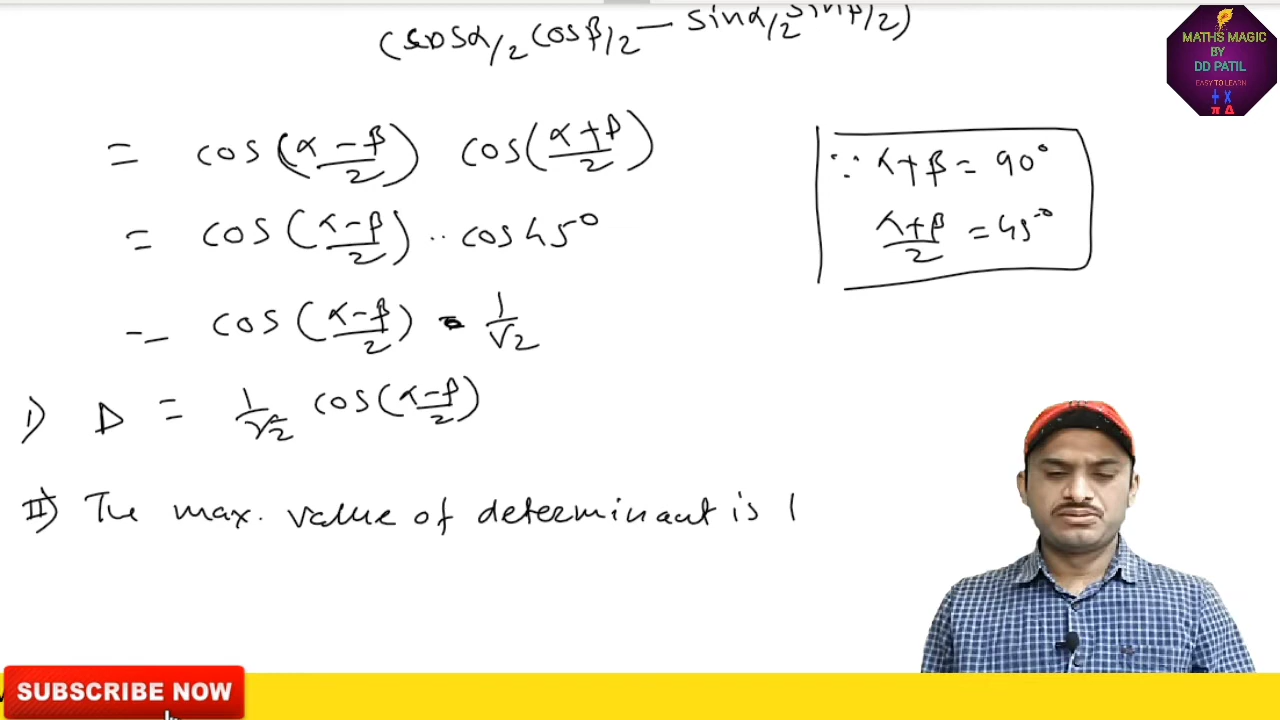 (cosα/2 cosβ/2 − sinα/2 sinβ/2)
= cos(α−β/2) cos(α+β/2)
= cos(α−β/2) .. cos45°
= cos(α−β/2) - 1/√2
I) D = 1/√2 cos(α−β/2)
II) The max. value of determinant is 1
∵ α+β = 90°
α+β/2 = 45°
MATHS MAGIC
BY
DD PATIL
EASY TO LEARN
+ X
π Δ
SUBSCRIBE NOW